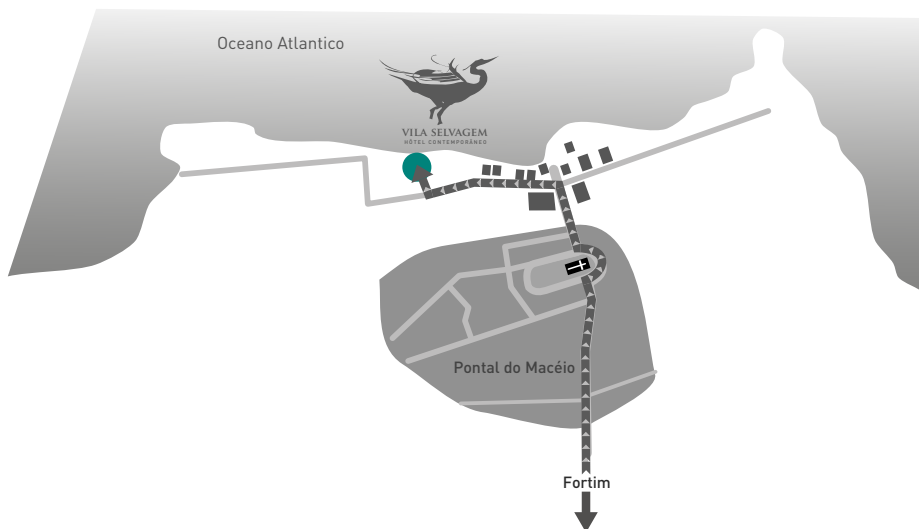 Oceano Atlantico
VILA SELVAGEM
HÔTEL CONTEMPORÂNEO
Pontal do Macéio
Fortim